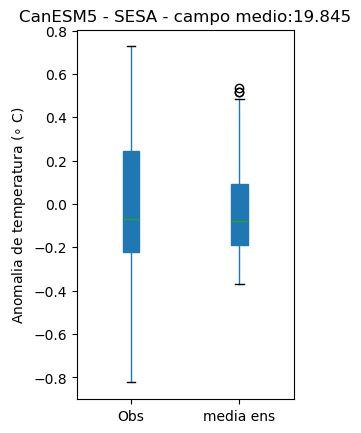 CanESM5 - SESA - campo medio:19.845
Anomalia de temperatura (∘ C)
0.8
0.6
0.4
0.2
0.0
−0.2
−0.4
−0.6
−0.8
Obs
media ens